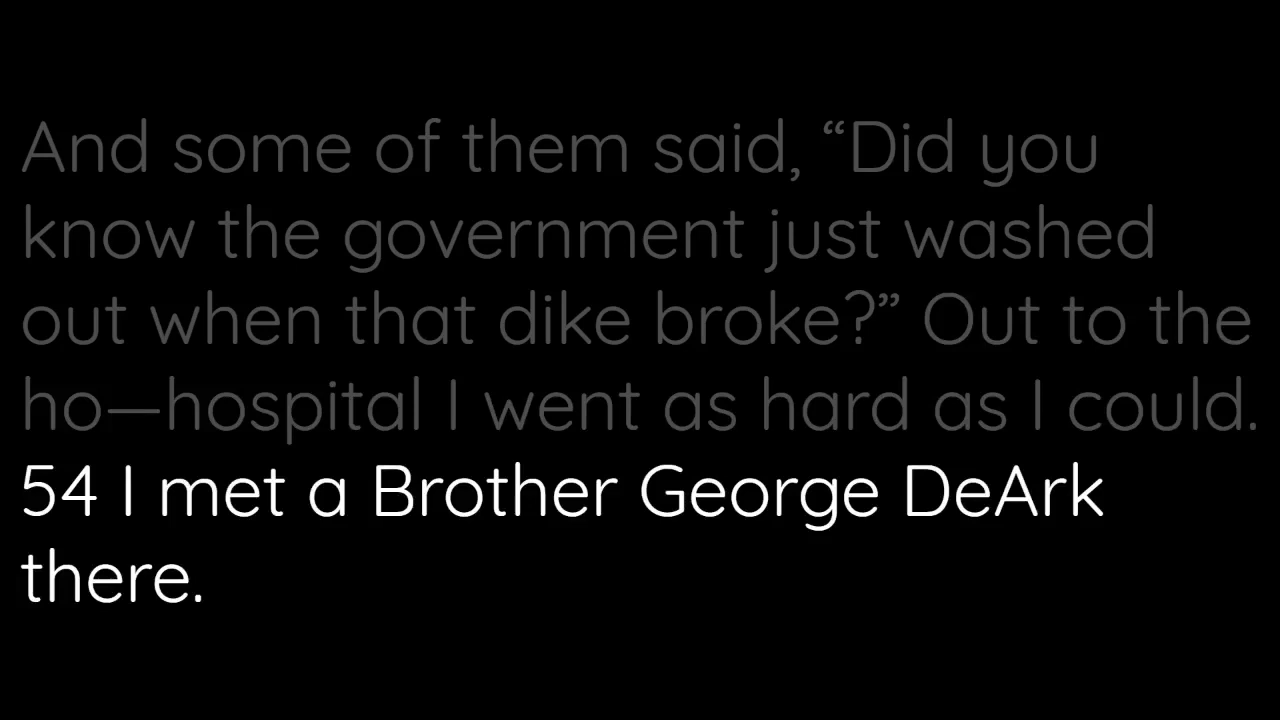 And some of them said, “Did you
know the government just washed
out when that dike broke?” Out to the
ho—hospital I went as hard as I could.
54 I met a Brother George DeArk
there.